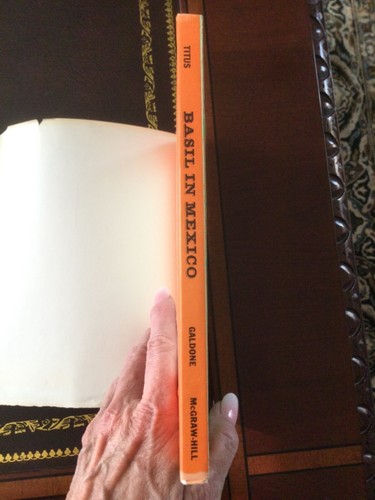 TITUS
BASIL IN MEXICO
GALDONE
McGRAW-HILL